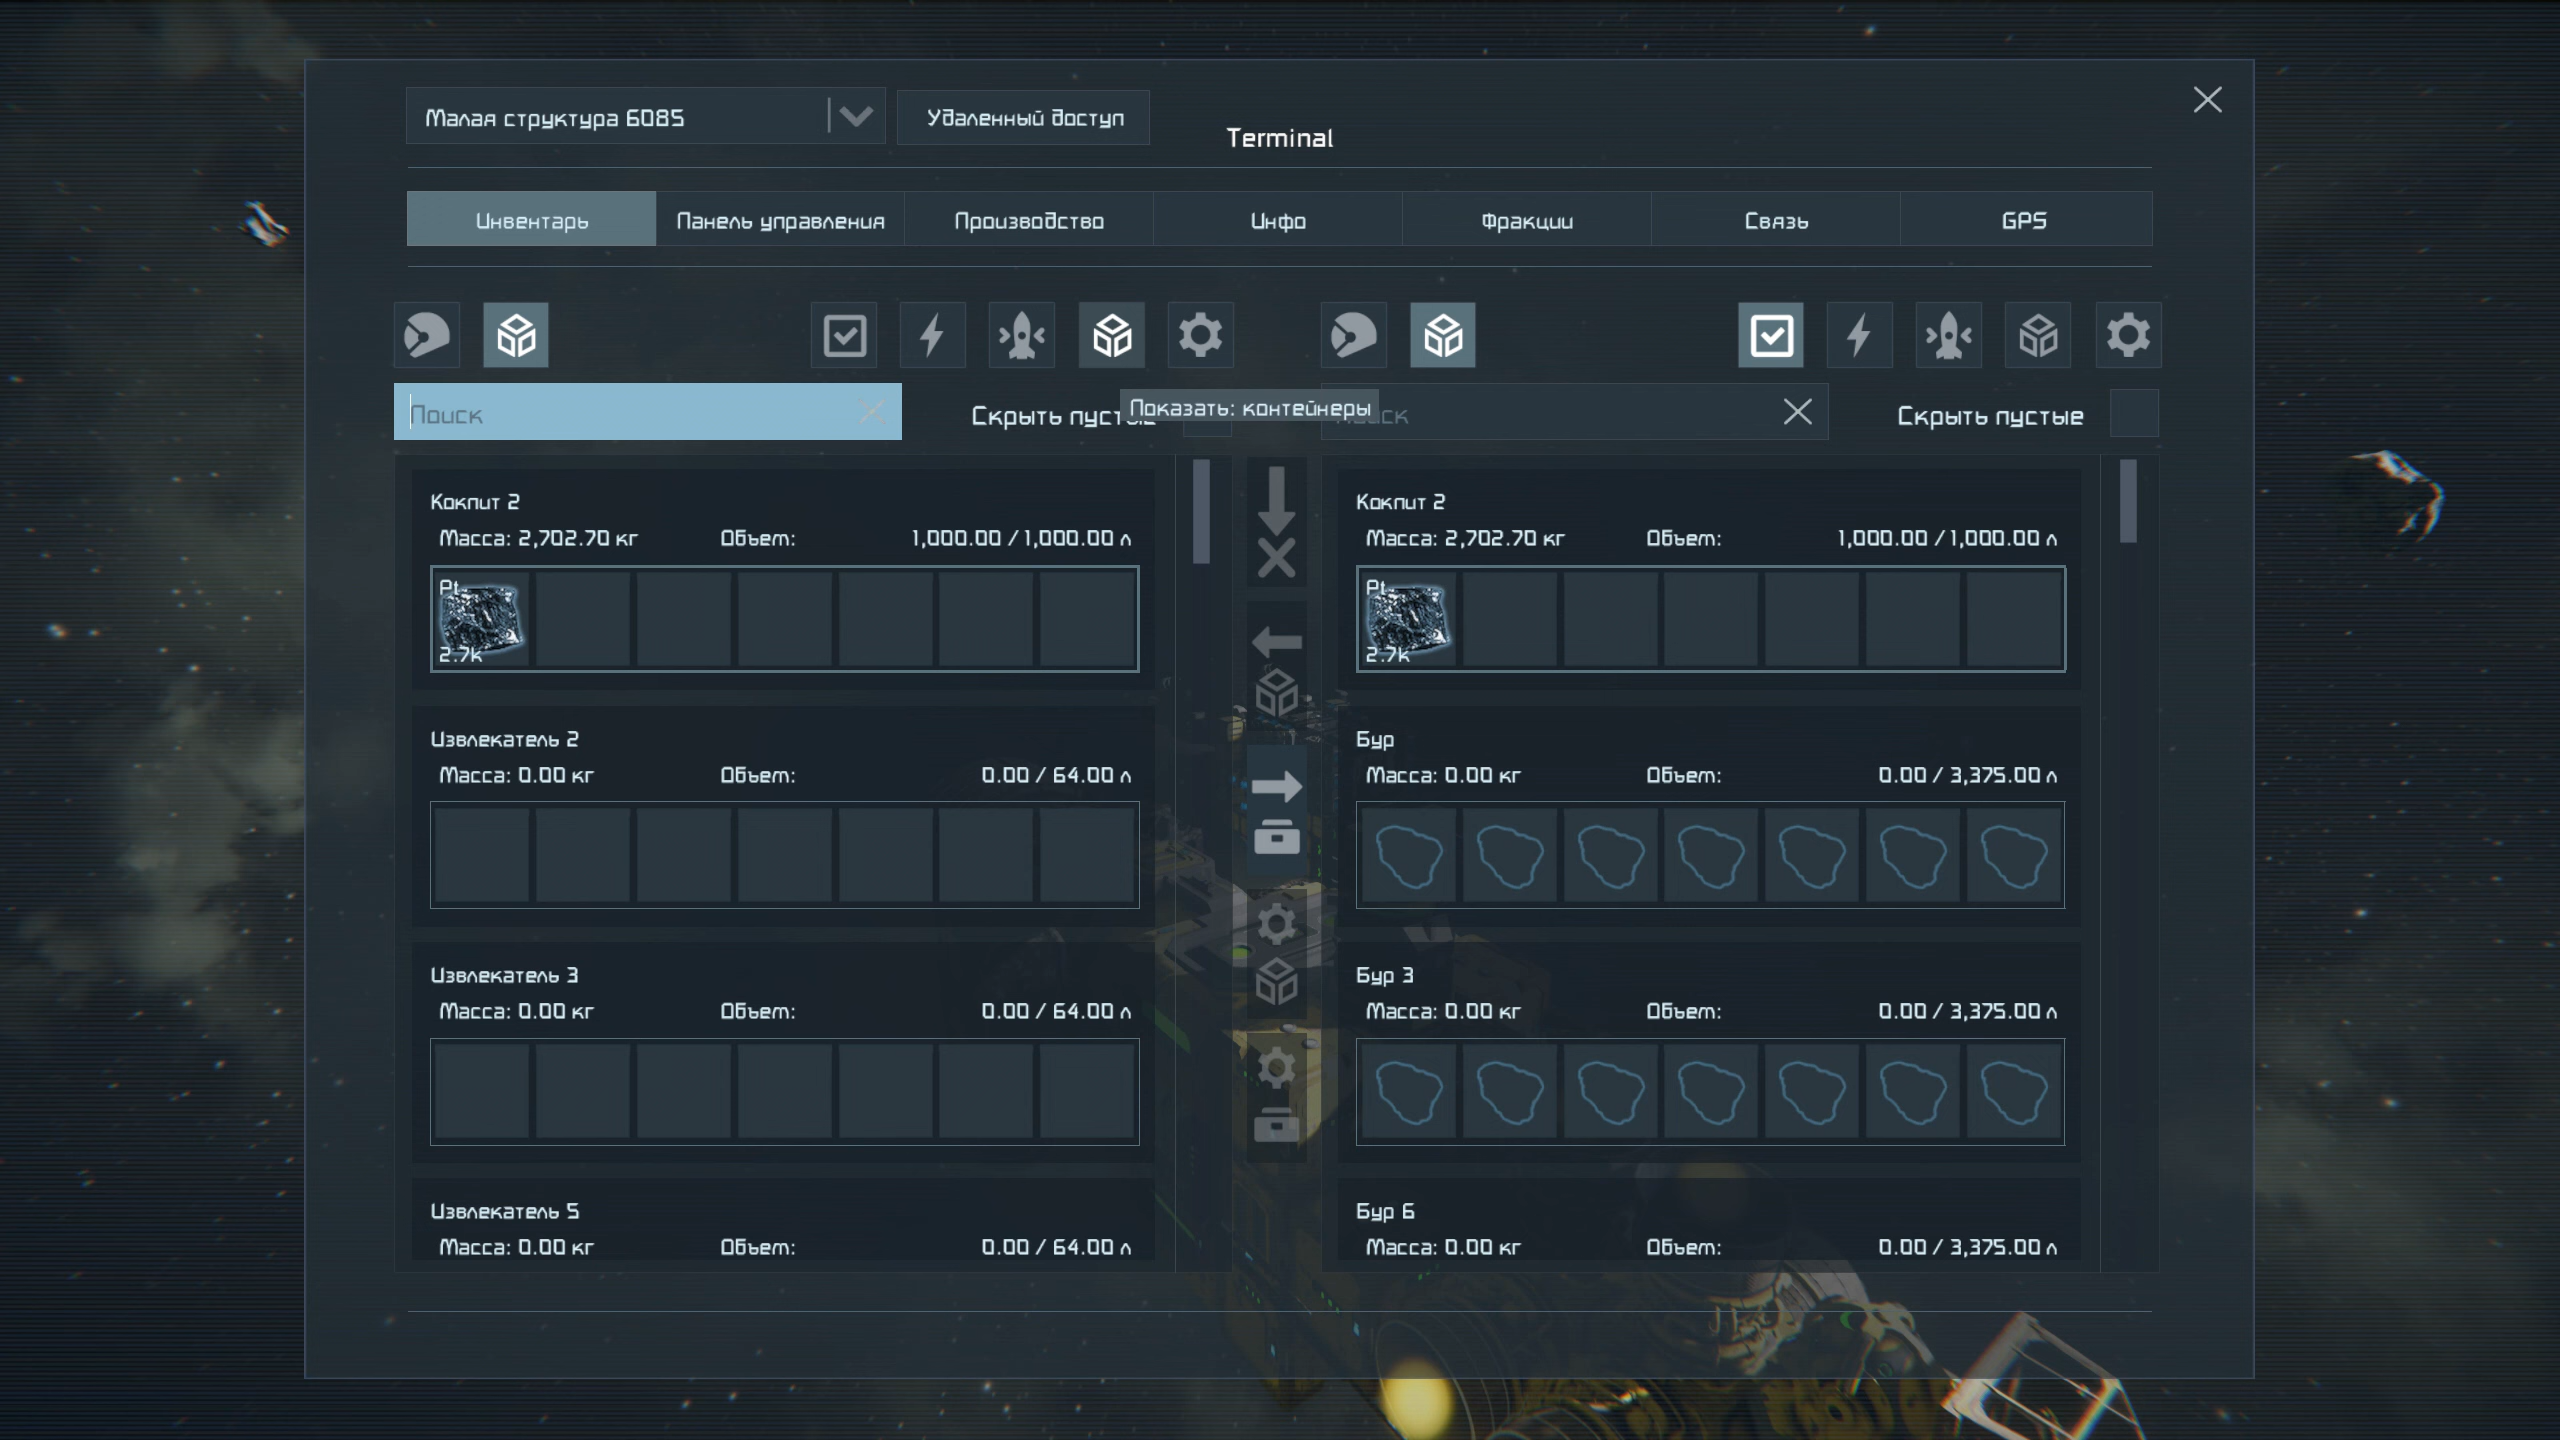 Малая структура 6085
Удаленный доступ
Terminal
Инвентарь
Панель управления
Производство
Инфо
Фракции
Связь
GPS
Поиск
Скрыть пустые
Показать: контейнеры
Скрыть пустые
Кокпит 2
Масса: 2,702.70 кг Объем: 1,000.00 / 1,000.00 л
Pt
2.7k
Извлекатель 2
Масса: 0.00 кг Объем: 0.00 / 64.00 л
Извлекатель 3
Масса: 0.00 кг Объем: 0.00 / 64.00 л
Извлекатель 5
Масса: 0.00 кг Объем: 0.00 / 64.00 л
Кокпит 2
Масса: 2,702.70 кг Объем: 1,000.00 / 1,000.00 л
Pt
2.7k
Бур
Масса: 0.00 кг Объем: 0.00 / 3,375.00 л
Бур 3
Масса: 0.00 кг Объем: 0.00 / 3,375.00 л
Бур 6
Масса: 0.00 кг Объем: 0.00 / 3,375.00 л